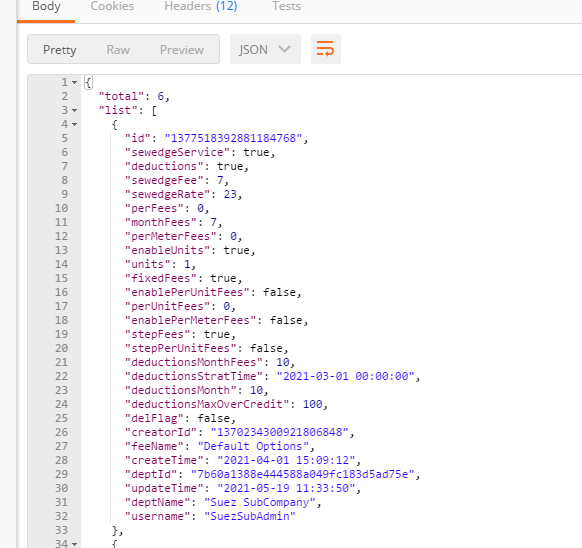 Body Cookies Headers (12) Tests
Pretty Raw Preview JSON
1 {
2 "total": 6,
3 "list": [
4 {
5 "id": "1377518392881184768",
6 "sewedgeService": true,
7 "deductions": true,
8 "sewedgeFee": 7,
9 "sewedgeRate": 23,
10 "perFees": 0,
11 "monthFees": 7,
12 "perMeterFees": 0,
13 "enableUnits": true,
14 "units": 1,
15 "fixedFees": true,
16 "enablePerUnitFees": false,
17 "perUnitFees": 0,
18 "enablePerMeterFees": false,
19 "stepFees": true,
20 "stepPerUnitFees": false,
21 "deductionsMonthFees": 10,
22 "deductionsStratTime": "2021-03-01 00:00:00",
23 "deductionsMonth": 10,
24 "deductionsMaxOverCredit": 100,
25 "delFlag": false,
26 "creatorId": "1370234300921806848",
27 "feeName": "Default Options",
28 "createTime": "2021-04-01 15:09:12",
29 "deptId": "7b60a1388e444588a049fc183d5ad75e",
30 "updateTime": "2021-05-19 11:33:50",
31 "deptName": "Suez SubCompany",
32 "username": "SuezSubAdmin"
33 },
34 {